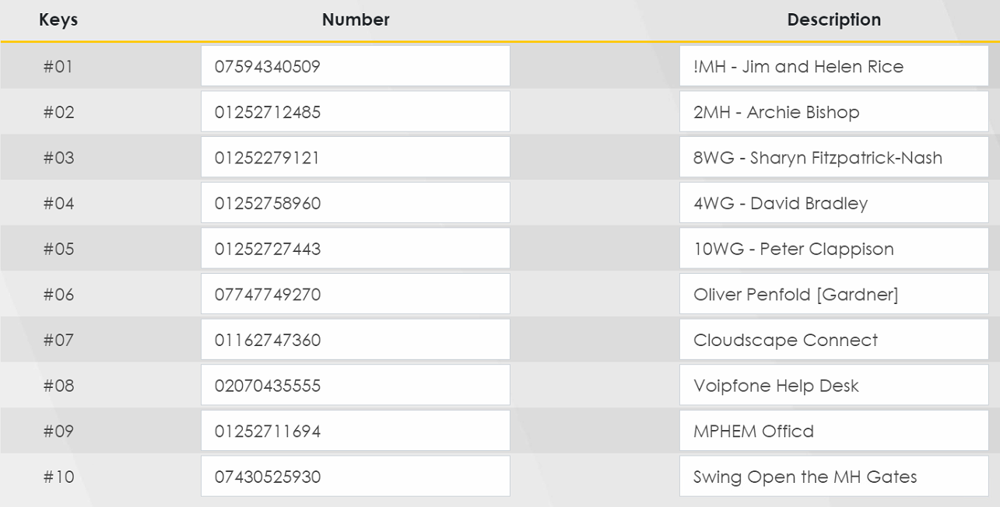 Keys Number Description
#01 07594340509 !MH - Jim and Helen Rice
#02 01252712485 2MH - Archie Bishop
#03 01252279121 8WG - Sharyn Fitzpatrick-Nash
#04 01252758960 4WG - David Bradley
#05 01252727443 10WG - Peter Clappison
#06 07747749270 Oliver Penfold [Gardner]
#07 01162747360 Cloudscape Connect
#08 02070435555 Voipfone Help Desk
#09 01252711694 MPHEM Officd
#10 07430525930 Swing Open the MH Gates